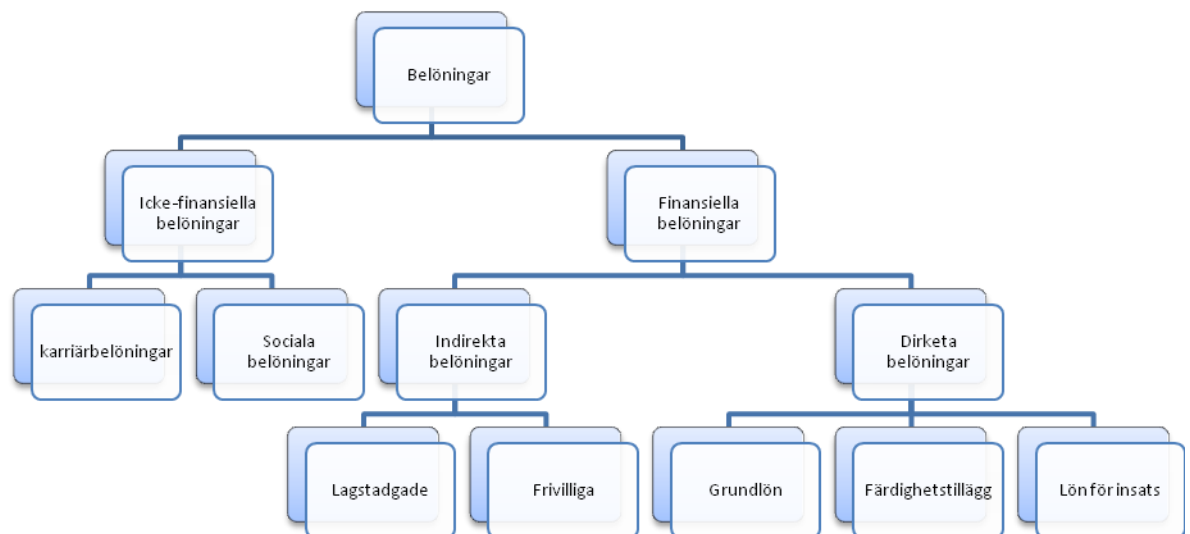 Belöningar
Icke-finansiella
belöningar
Finansiella
belöningar
karriärbelöningar
Sociala
belöningar
Indirekta
belöningar
Dirketa
belöningar
Lagstadgade
Frivilliga
Grundlön
Färdighetstillägg
Lön för insats